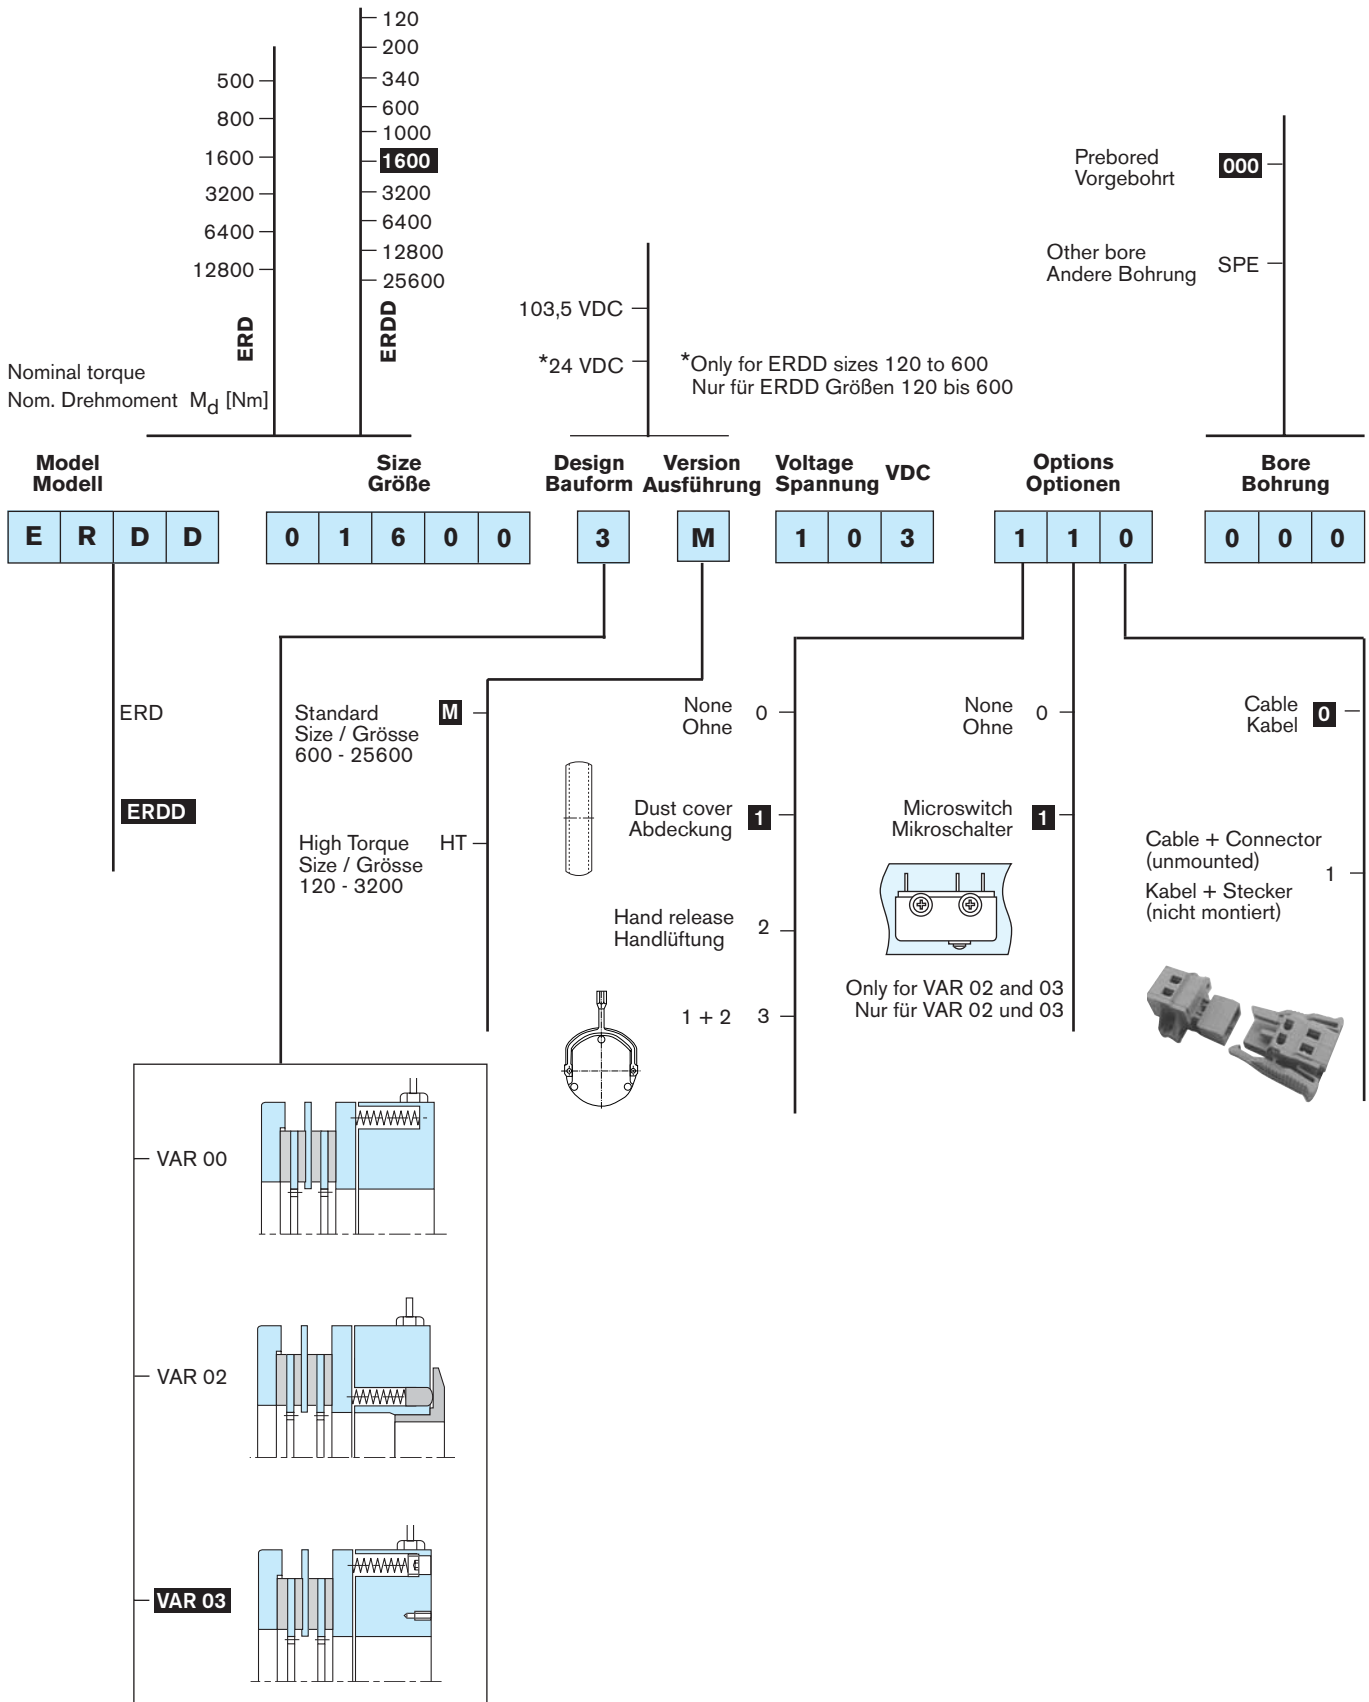 120
200
340
600
1000
1600
3200
6400
12800
25600
ERDD
500
800
1600
3200
6400
12800
ERD
Nominal torque
Nom. Drehmoment Md [Nm]
103,5 VDC
*24 VDC
*Only for ERDD sizes 120 to 600
Nur für ERDD Größen 120 bis 600
Prebored
Vorgebohrt
000
Other bore
Andere Bohrung
SPE
Model
Modell
Size
Größe
Design
Bauform
Version
Ausführung
Voltage
Spannung
VDC
Options
Optionen
Bore
Bohrung
E R D D
0 1 6 0 0
3
M
1 0 3
1 1 0
0 0 0
ERD
ERDD
Standard
Size / Grösse
600 - 25600
M
High Torque
Size / Grösse
120 - 3200
HT
None
Ohne
0
Dust cover
Abdeckung
1
Hand release
Handlüftung
2
1 + 2
3
None
Ohne
0
Microswitch
Mikroschalter
1
Only for VAR 02 and 03
Nur für VAR 02 und 03
Cable
Kabel
0
Cable + Connector
(unmounted)
Kabel + Stecker
(nicht montiert)
1
VAR 00
VAR 02
VAR 03